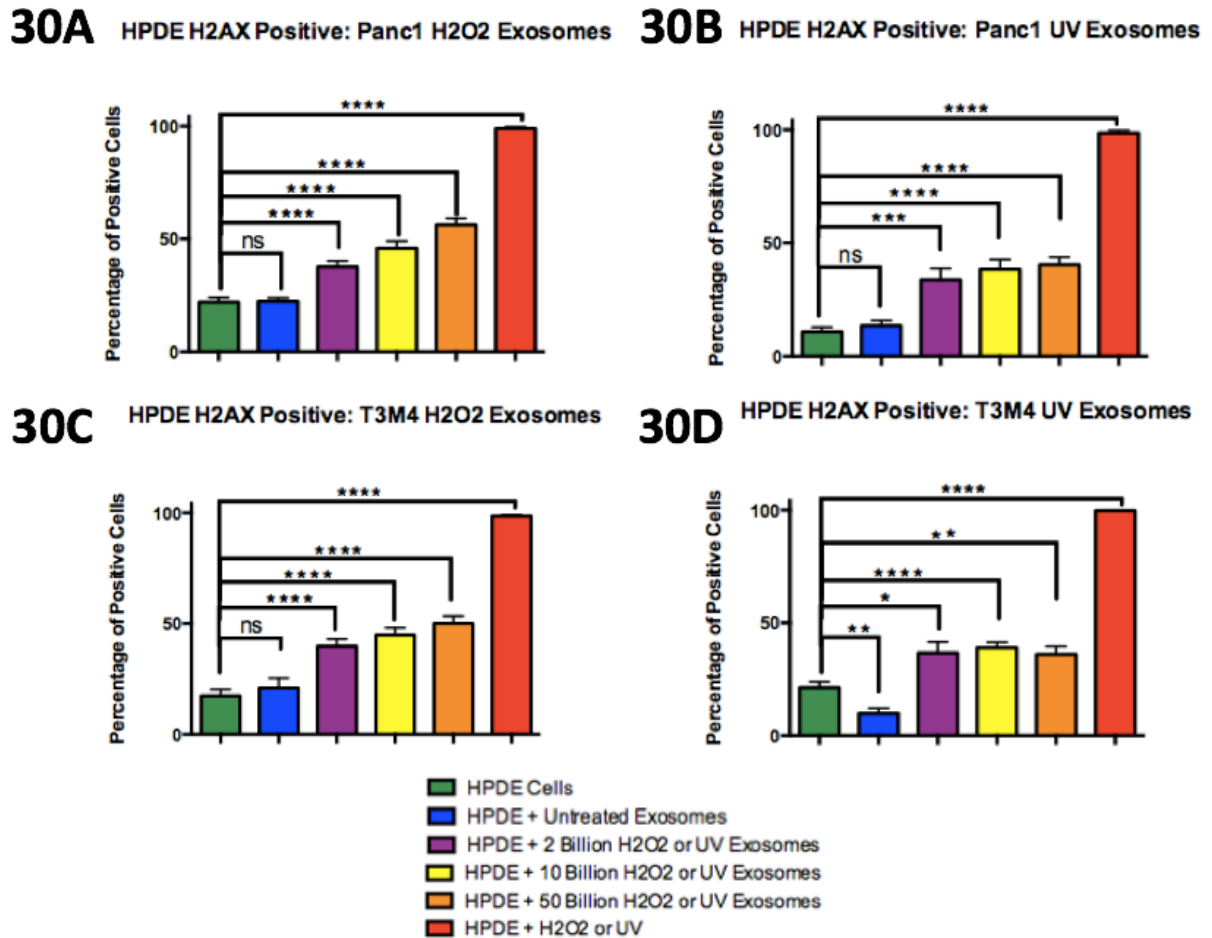 30A HPDE H2AX Positive: Panc1 H2O2 Exosomes
Percentage of Positive Cells
100
50
0
****
****
****
****
ns
30B HPDE H2AX Positive: Panc1 UV Exosomes
Percentage of Positive Cells
100
50
0
****
****
****
***
ns
30C HPDE H2AX Positive: T3M4 H2O2 Exosomes
Percentage of Positive Cells
100
50
0
****
****
****
****
ns
30D HPDE H2AX Positive: T3M4 UV Exosomes
Percentage of Positive Cells
100
50
0
****
**
****
*
**
HPDE Cells
HPDE + Untreated Exosomes
HPDE + 2 Billion H2O2 or UV Exosomes
HPDE + 10 Billion H2O2 or UV Exosomes
HPDE + 50 Billion H2O2 or UV Exosomes
HPDE + H2O2 or UV